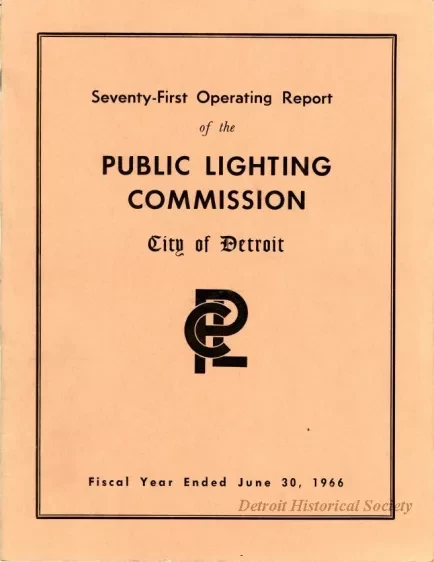 Seventy-First Operating Report
of the
PUBLIC LIGHTING
COMMISSION
City of Detroit
PLC
Fiscal Year Ended June 30, 1966
Detroit Historical Society